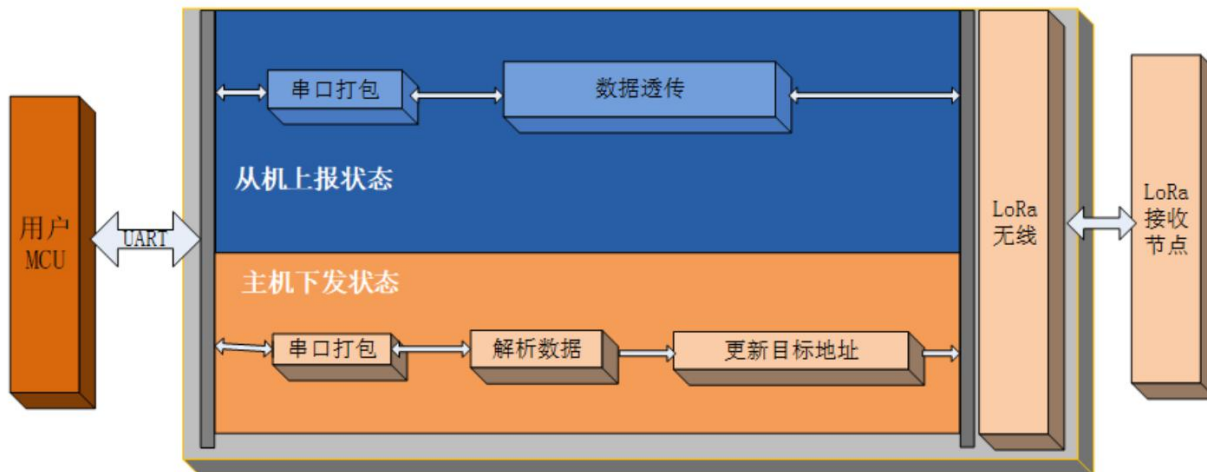 用户
MCU
UART
串口打包
数据透传
从机上报状态
主机下发状态
串口打包
解析数据
更新目标地址
LoRa
无线
LoRa
接收
节点